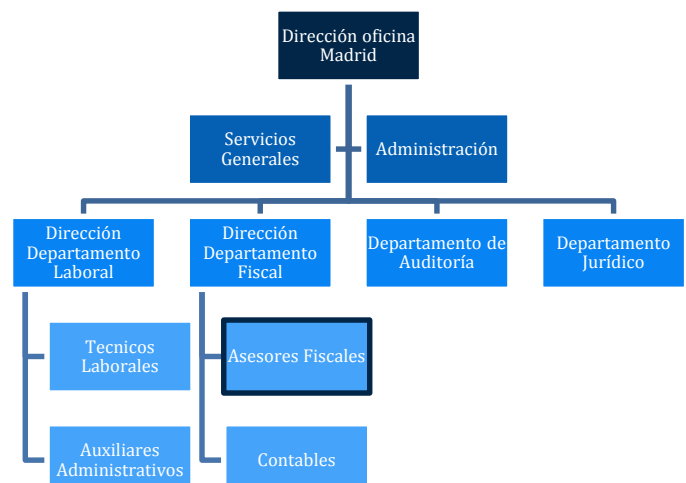 Dirección oficina
Madrid
Servicios
Generales
Administración
Dirección
Departamento
Laboral
Dirección
Departamento
Fiscal
Departamento de
Auditoría
Departamento
Jurídico
Tecnicos
Laborales
Asesores Fiscales
Auxiliares
Administrativos
Contables